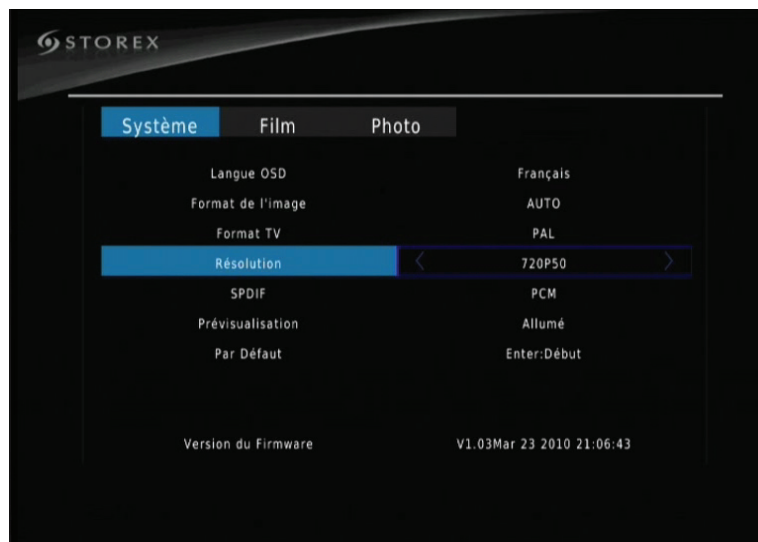 STOREX
Système Film Photo
Langue OSD Français
Format de l'image AUTO
Format TV PAL
Résolution 720P50
SPDIF PCM
Prévisualisation Allumé
Par Défaut Enter:Début
Version du Firmware V1.03Mar 23 2010 21:06:43